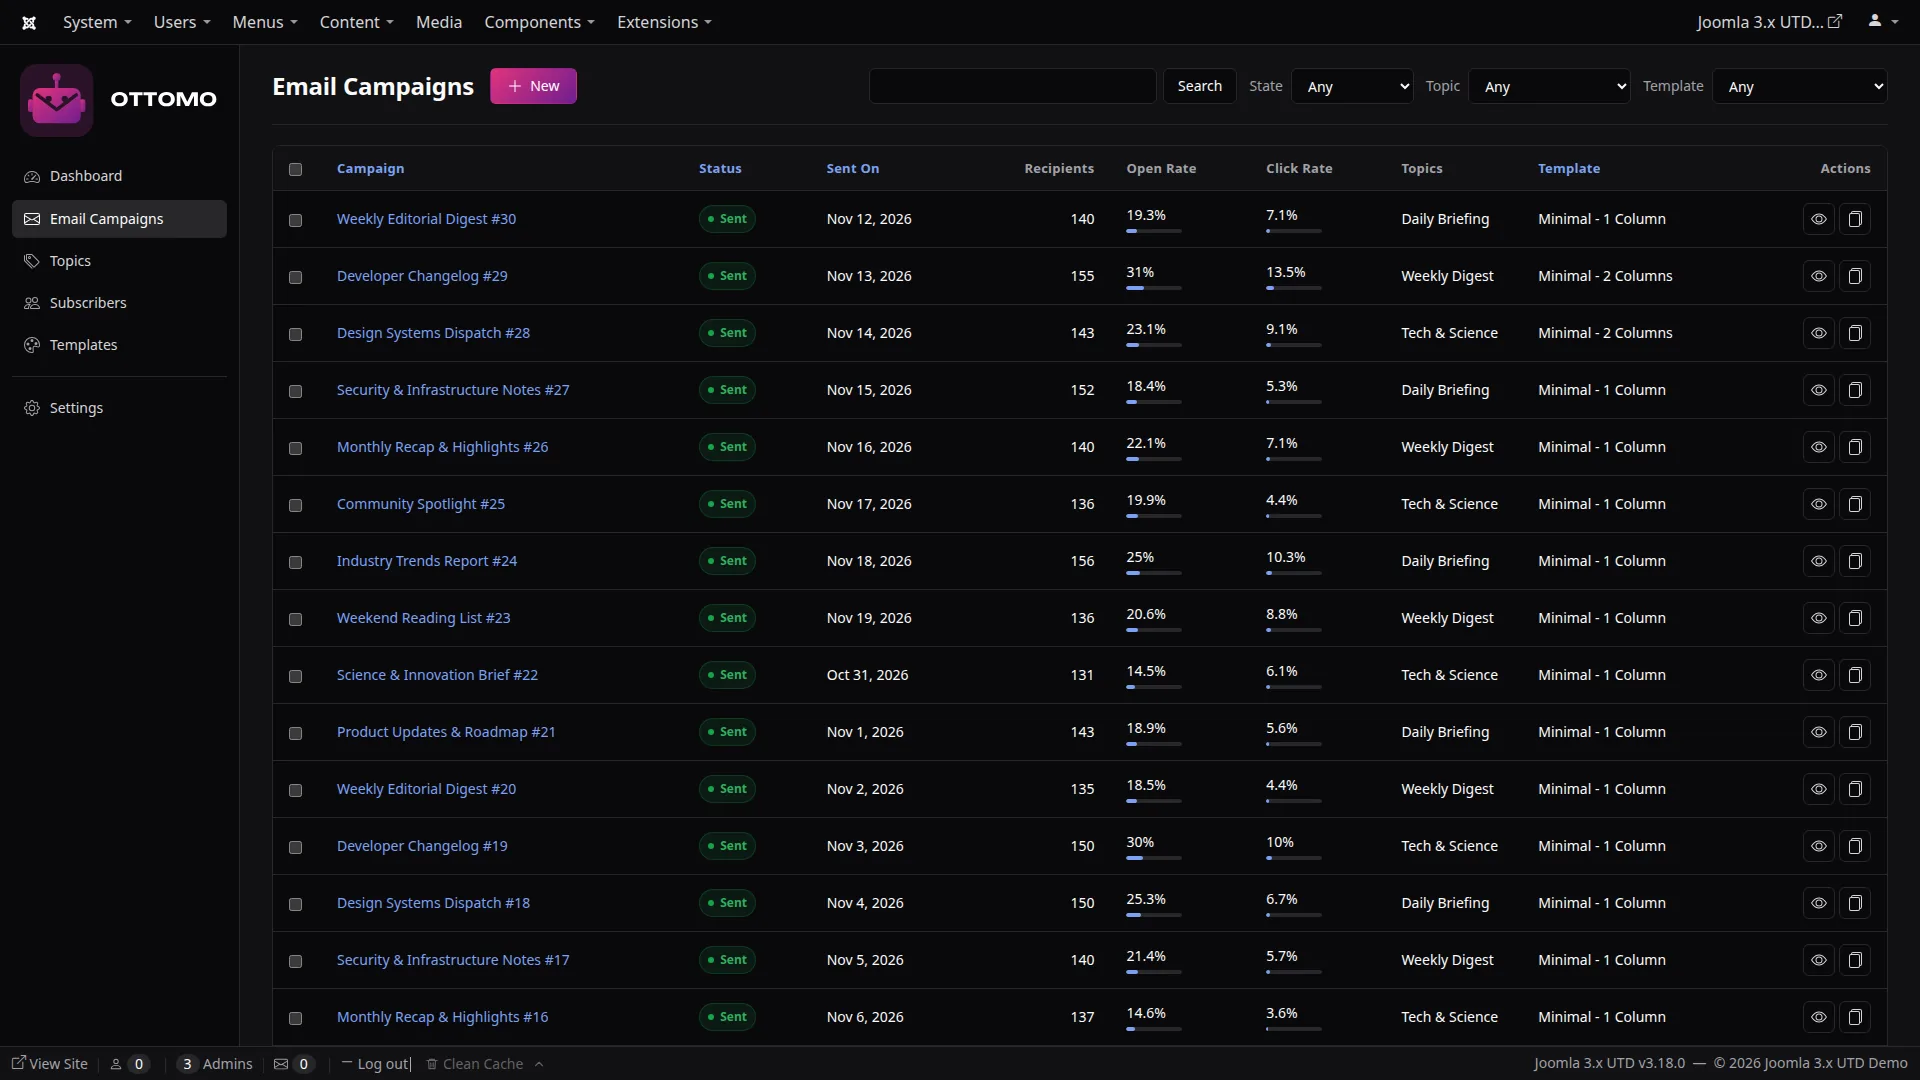 System Users Menus Content Media Components Extensions Joomla 3.x UTD...
OTTOMO
Dashboard
Email Campaigns
Topics
Subscribers
Templates
Settings
Email Campaigns + New Search State Any Topic Any Template Any
Campaign Status Sent On Recipients Open Rate Click Rate Topics Template Actions
Weekly Editorial Digest #30 Sent Nov 12, 2026 140 19.3% 7.1% Daily Briefing Minimal - 1 Column
Developer Changelog #29 Sent Nov 13, 2026 155 31% 13.5% Weekly Digest Minimal - 2 Columns
Design Systems Dispatch #28 Sent Nov 14, 2026 143 23.1% 9.1% Tech & Science Minimal - 2 Columns
Security & Infrastructure Notes #27 Sent Nov 15, 2026 152 18.4% 5.3% Daily Briefing Minimal - 1 Column
Monthly Recap & Highlights #26 Sent Nov 16, 2026 140 22.1% 7.1% Weekly Digest Minimal - 1 Column
Community Spotlight #25 Sent Nov 17, 2026 136 19.9% 4.4% Tech & Science Minimal - 1 Column
Industry Trends Report #24 Sent Nov 18, 2026 156 25% 10.3% Daily Briefing Minimal - 1 Column
Weekend Reading List #23 Sent Nov 19, 2026 136 20.6% 8.8% Weekly Digest Minimal - 1 Column
Science & Innovation Brief #22 Sent Oct 31, 2026 131 14.5% 6.1% Tech & Science Minimal - 1 Column
Product Updates & Roadmap #21 Sent Nov 1, 2026 143 18.9% 5.6% Daily Briefing Minimal - 1 Column
Weekly Editorial Digest #20 Sent Nov 2, 2026 135 18.5% 4.4% Weekly Digest Minimal - 1 Column
Developer Changelog #19 Sent Nov 3, 2026 150 30% 10% Tech & Science Minimal - 1 Column
Design Systems Dispatch #18 Sent Nov 4, 2026 150 25.3% 6.7% Daily Briefing Minimal - 1 Column
Security & Infrastructure Notes #17 Sent Nov 5, 2026 140 21.4% 5.7% Weekly Digest Minimal - 1 Column
Monthly Recap & Highlights #16 Sent Nov 6, 2026 137 14.6% 3.6% Tech & Science Minimal - 1 Column
View Site 0 3 Admins 0 Log out Clean Cache Joomla 3.x UTD v3.18.0 — © 2026 Joomla 3.x UTD Demo